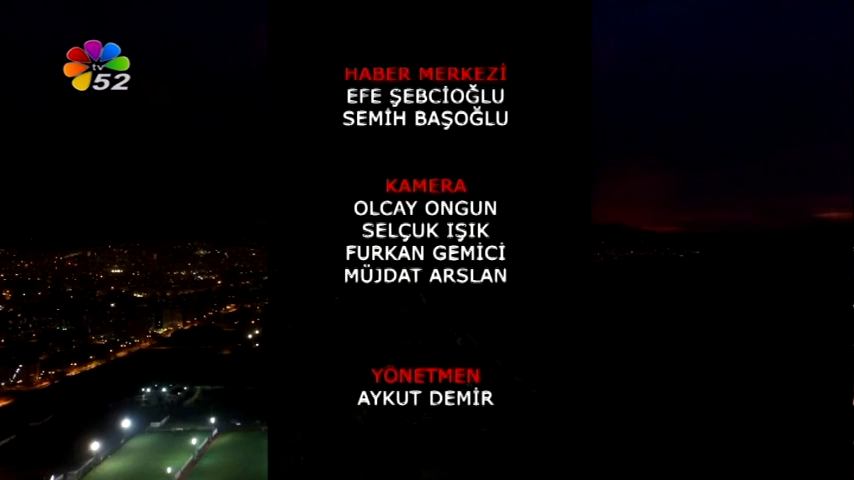 tv
52
HABER MERKEZİ
EFE ŞEBCİOĞLU
SEMİH BAŞOĞLU
KAMERA
OLCAY ONGUN
SELÇUK IŞIK
FURKAN GEMİCİ
MÜJDAT ARSLAN
YÖNETMEN
AYKUT DEMİR